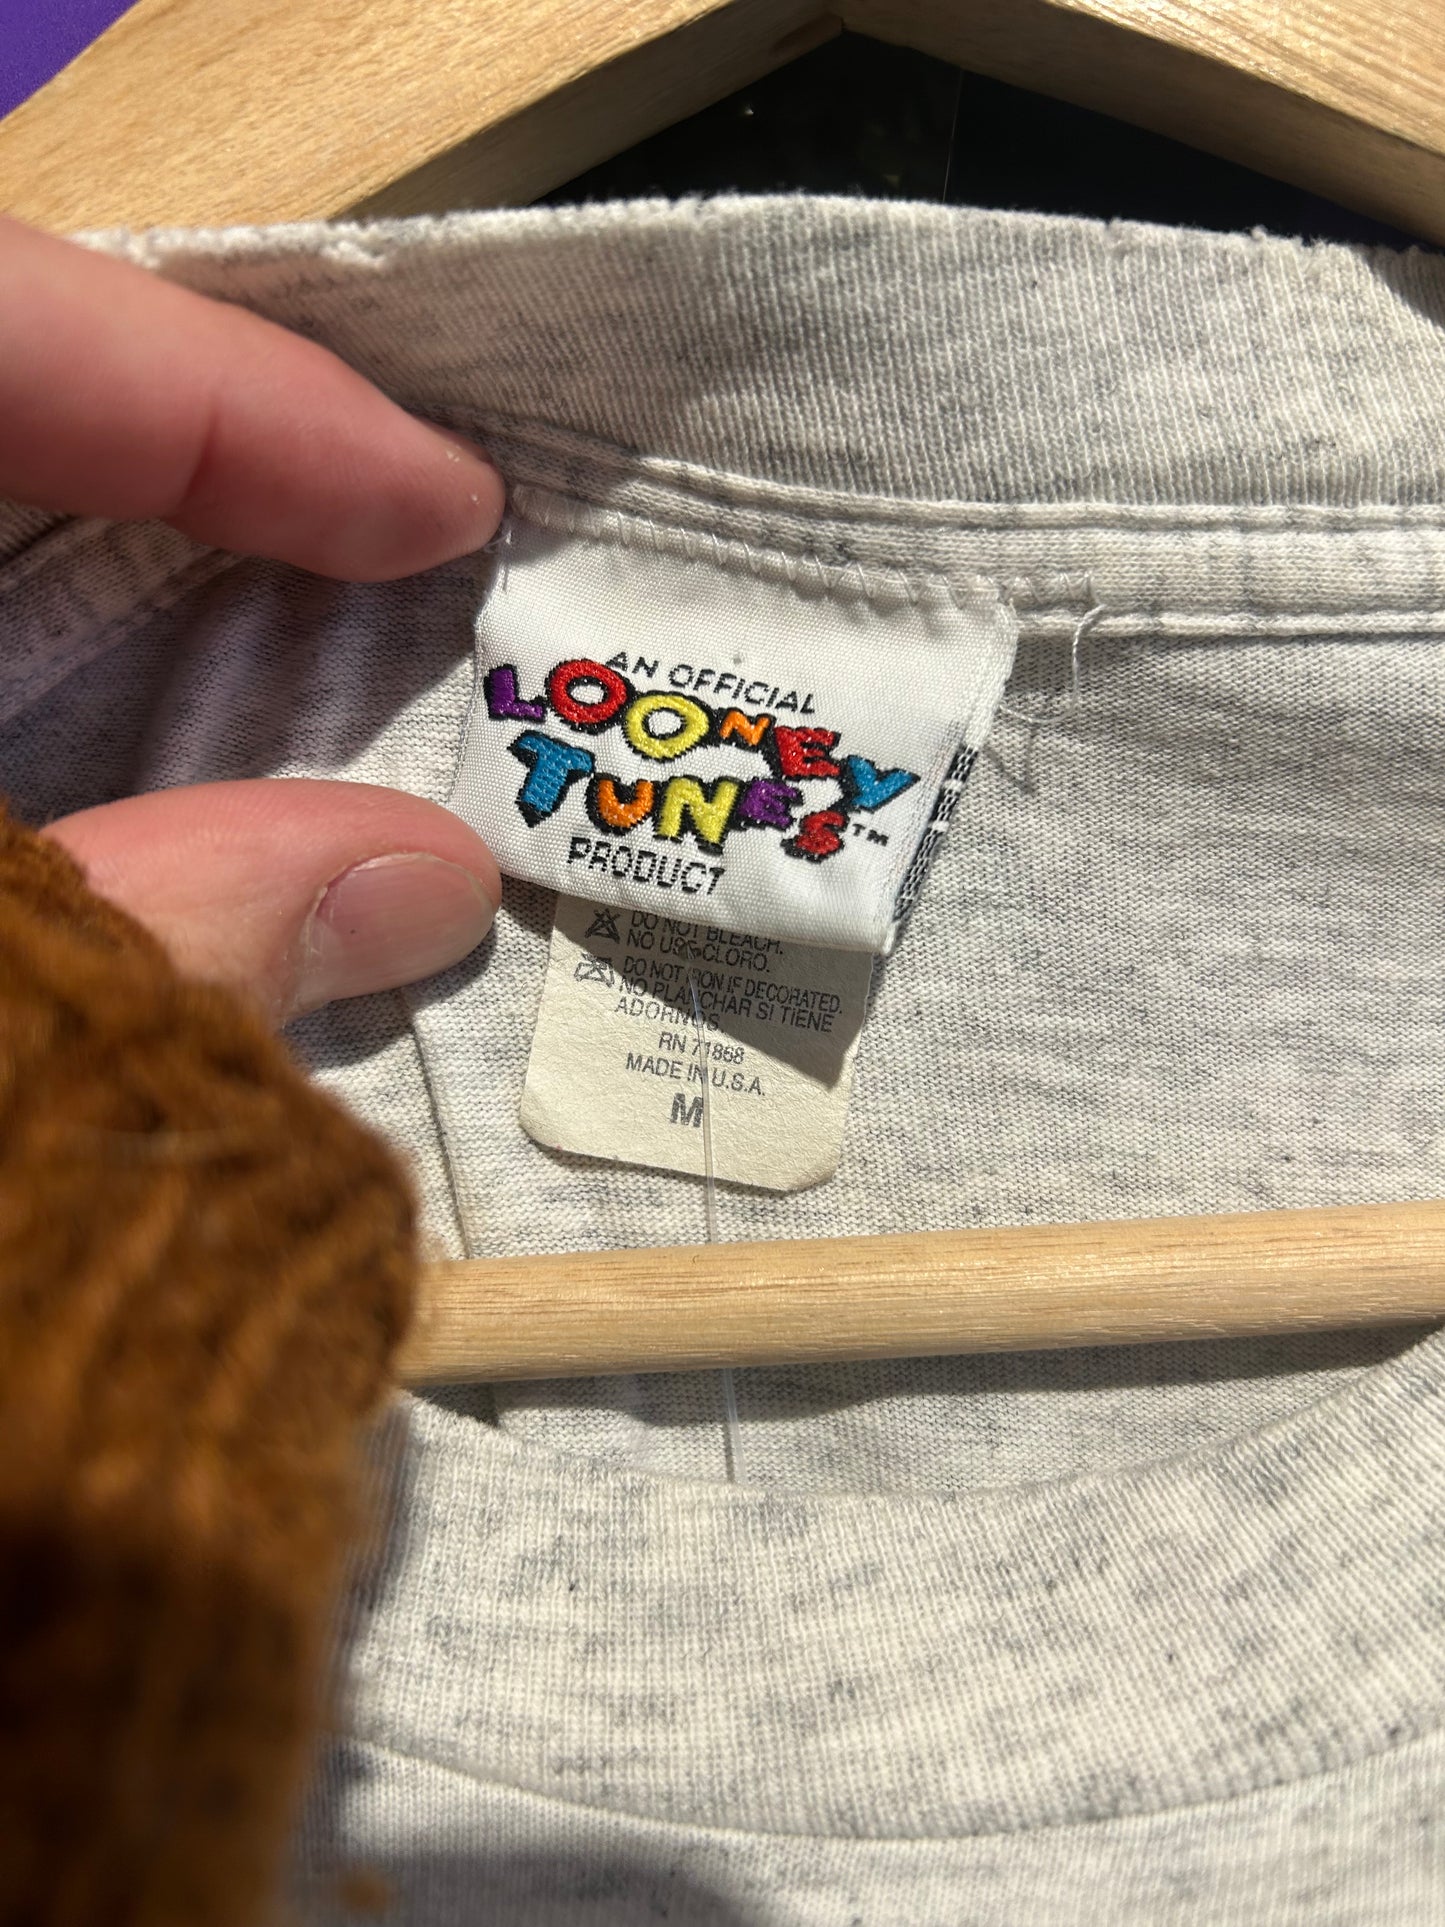 AN OFFICIAL
LOONEY
TUNES™
PRODUCT
DO NOT BLEACH.
NO USE CLORO.
DO NOT IRON IF DECORATED.
NO PLANCHAR SI TIENE
ADORNOS
RN 71868
MADE IN U.S.A.
M